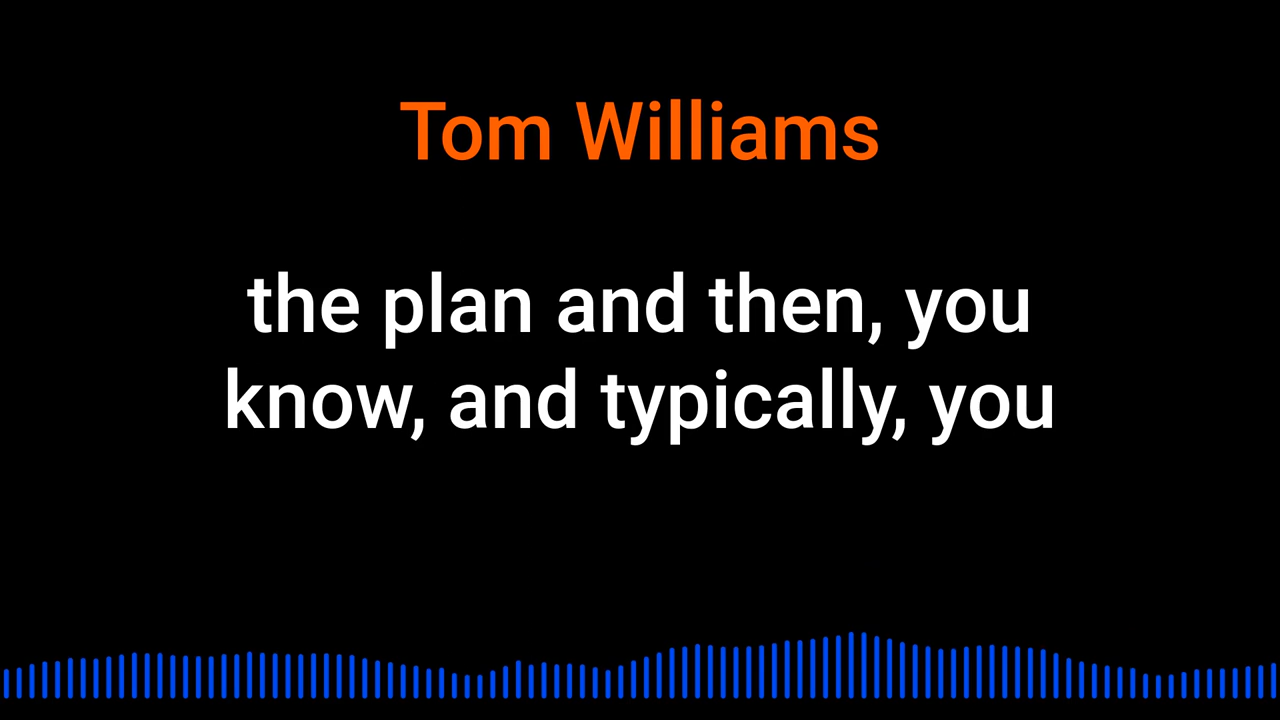 Tom Williams
the plan and then, you
know, and typically, you